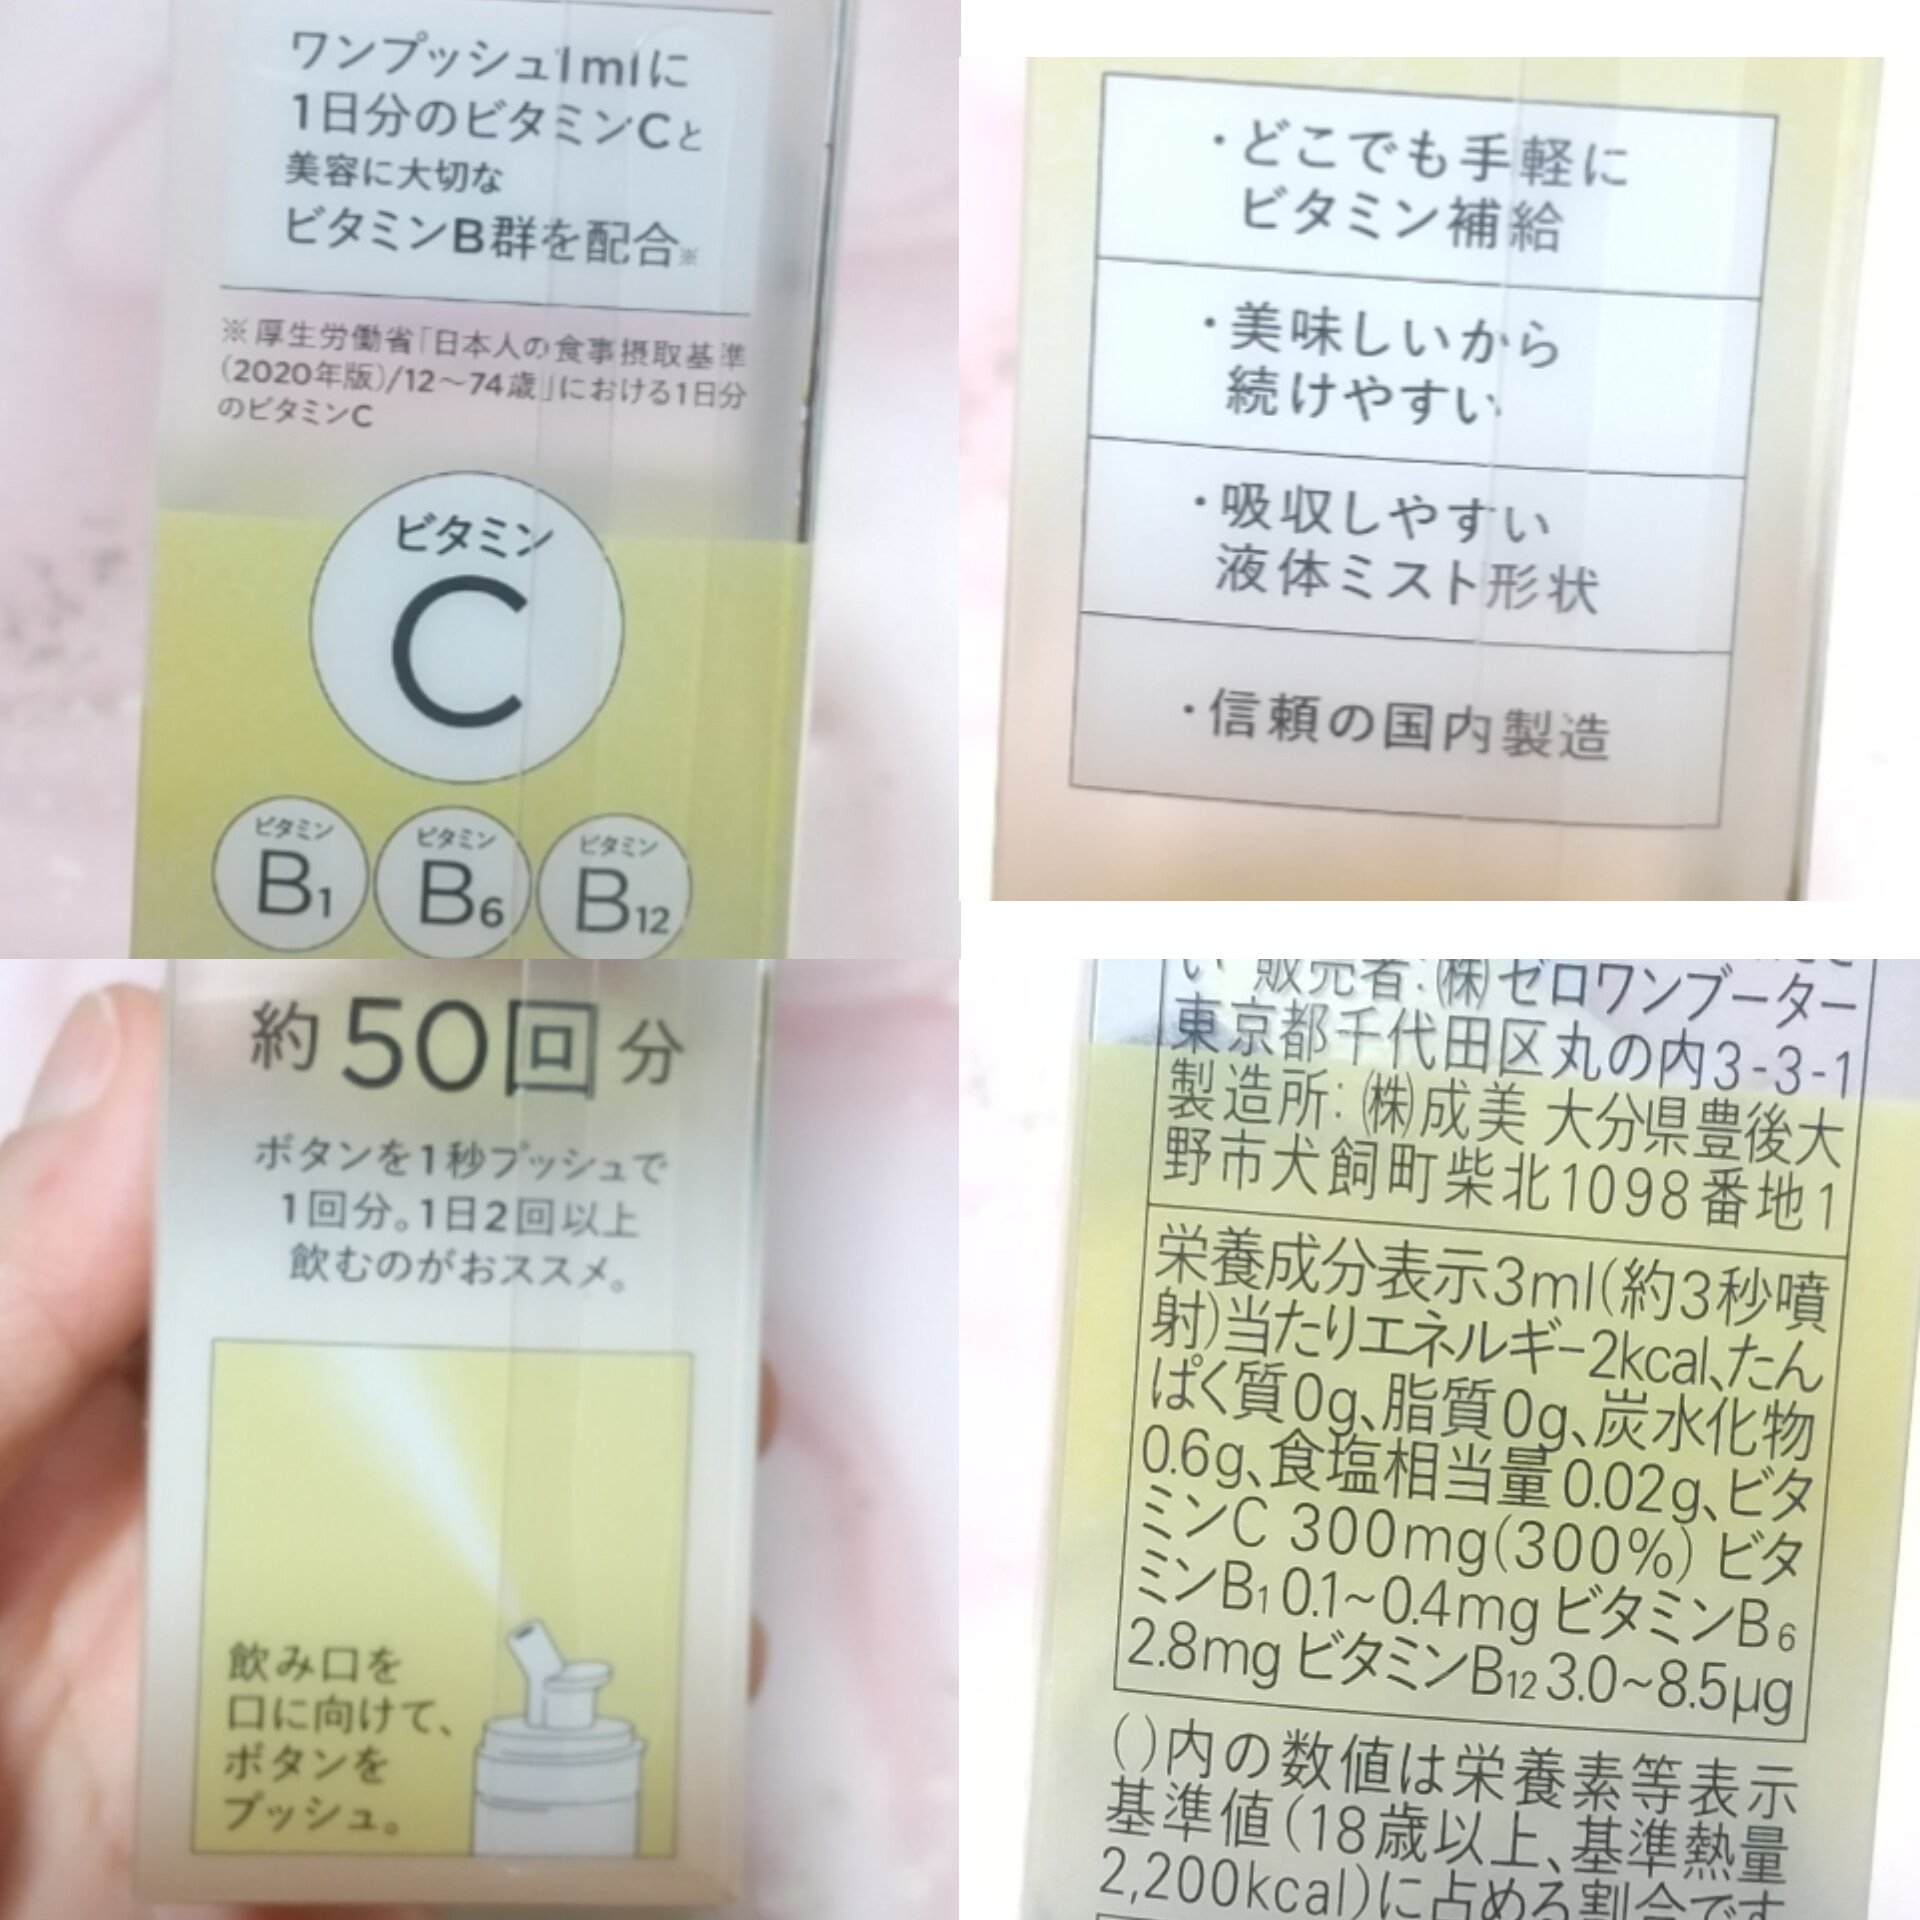 ワンプッシュ1mlに
1日分のビタミンCと
美容に大切な
ビタミンB群を配合※
※厚生労働省「日本人の食事摂取基準
(2020年版)/12〜74歳」における1日分
のビタミンC
ビタミン
C
ビタミン
B1
ビタミン
B6
ビタミン
B12
・どこでも手軽に
ビタミン補給
・美味しいから
続けやすい
・吸収しやすい
液体ミスト形状
・信頼の国内製造
約50回分
ボタンを1秒プッシュで
1回分。1日2回以上
飲むのがおススメ。
飲み口を
口に向けて、
ボタンを
プッシュ。
い 販売者:㈱ゼロワンブーター
東京都千代田区丸の内3-3-1
製造所:㈱成美 大分県豊後大
野市犬飼町柴北1098番地1
栄養成分表示3ml(約3秒噴
射)当たりエネルギー2kcal、たん
ぱく質0g、脂質0g、炭水化物
0.6g、食塩相当量0.02g、ビタ
ミンC 300mg(300%) ビタ
ミンB1 0.1~0.4mg ビタミンB6
2.8mg ビタミンB12 3.0~8.5μg
()内の数値は栄養素等表示
基準値(18歳以上、基準熱量
2,200kcal)に占める割合です